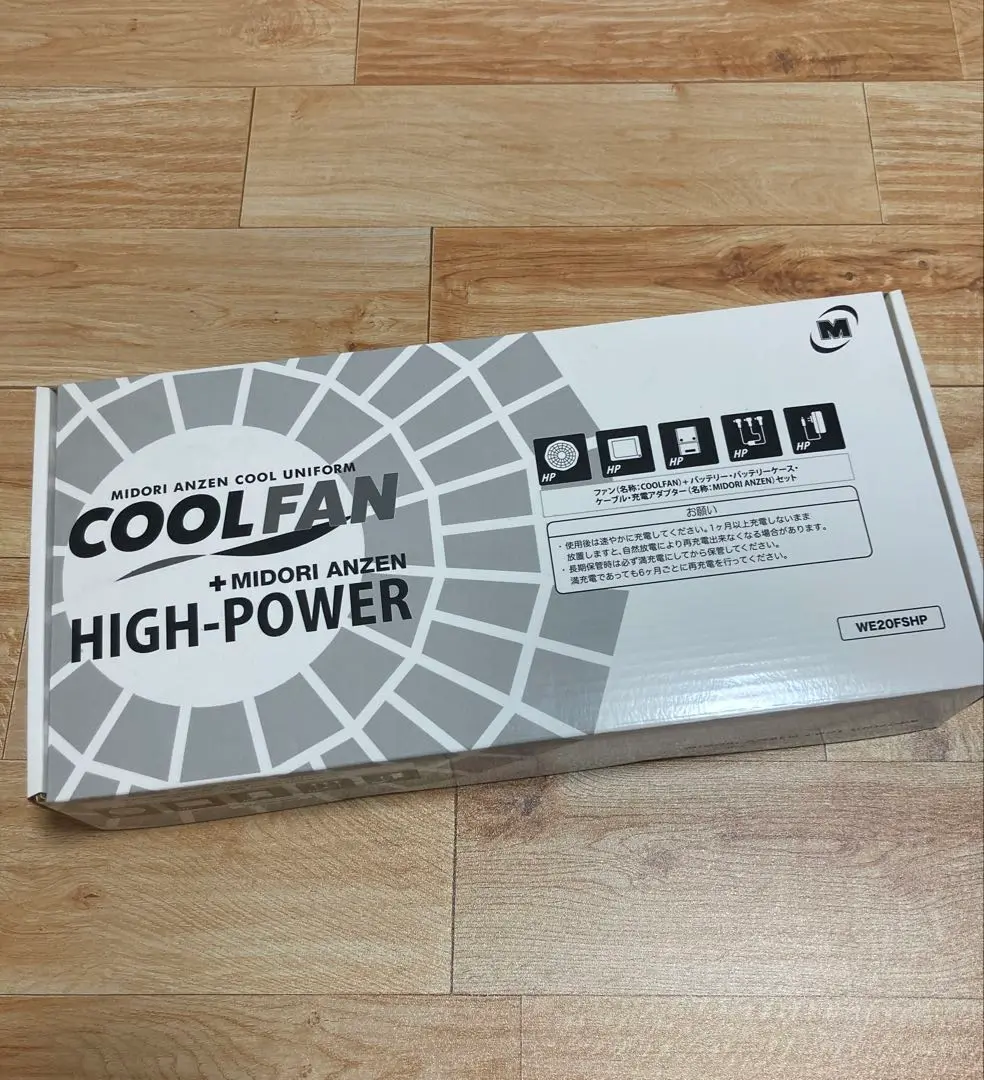 MIDORI ANZEN COOL UNIFORM
COOLFAN
+MIDORI ANZEN
HIGH-POWER
M
HP
HP
HP
HP
HP
ファン(名称:COOLFAN)+バッテリー・バッテリーケース・
ケーブル・充電アダプター(名称:MIDORI ANZEN)セット
お願い
・使用後は速やかに充電してください。1ヶ月以上充電しないまま
放置しますと、自然放電により再充電出来なくなる場合があります。
・長期保管時は必ず満充電にしてから保管してください。
満充電であっても6ヶ月ごとに再充電を行ってください。
WE20FSHP